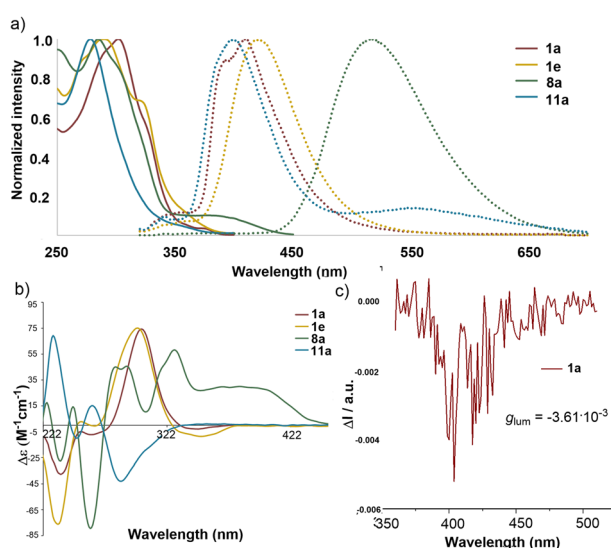 a)
Normalized intensity
1.0
0.8
0.6
0.4
0.2
1a
1e
8a
11a
250 350 450 550 650
Wavelength (nm)
b)
Δε (M⁻¹cm⁻¹)
95
75
55
35
15
-5
-25
-45
-65
-85
222 322 422
1a
1e
8a
11a
Wavelength (nm)
c)
ΔI / a.u.
0.000
-0.002
-0.004
-0.006
1a
glum = -3.61·10⁻³
350 400 450 500
Wavelength (nm)